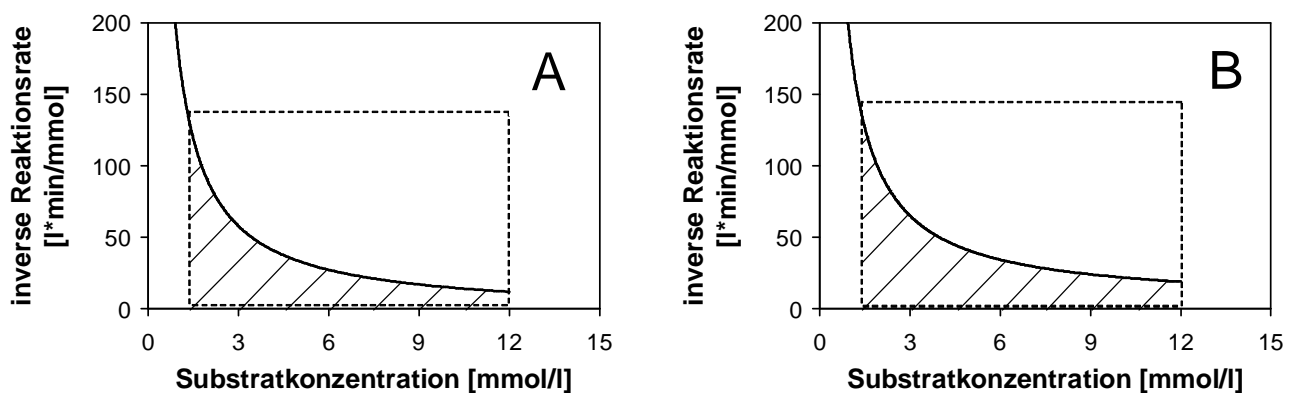 200
150
100
50
0
0 3 6 9 12 15
A
inverse Reaktionsrate
[l*min/mmol]
Substratkonzentration [mmol/l]
200
150
100
50
0
0 3 6 9 12 15
B
inverse Reaktionsrate
[l*min/mmol]
Substratkonzentration [mmol/l]